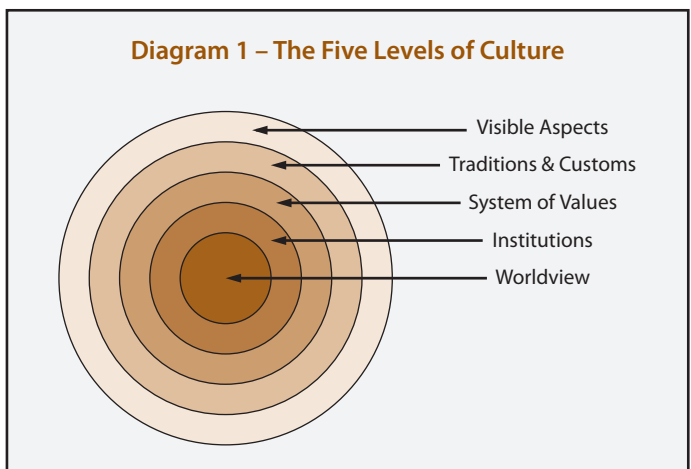 Diagram 1 – The Five Levels of Culture
Visible Aspects
Traditions & Customs
System of Values
Institutions
Worldview